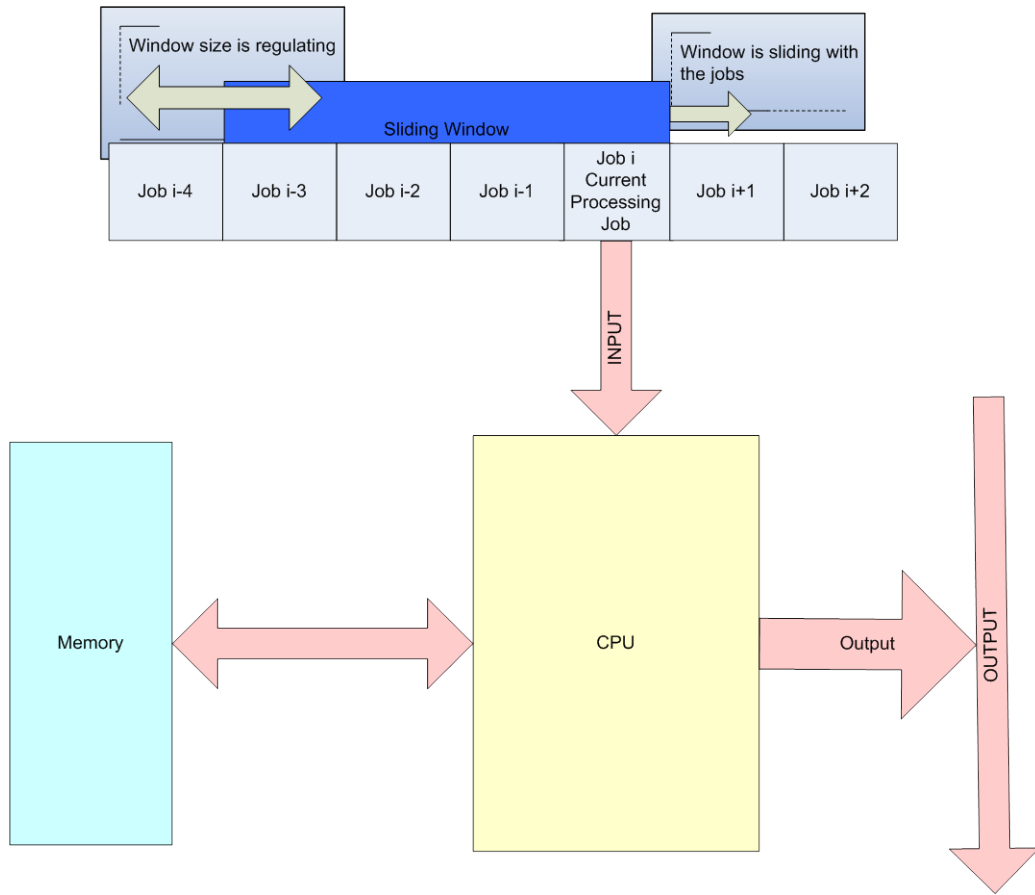 Window size is regulating
Window is sliding with
the jobs
Sliding Window
Job i-4
Job i-3
Job i-2
Job i-1
Job i
Current
Processing
Job
Job i+1
Job i+2
INPUT
Memory
CPU
Output
OUTPUT